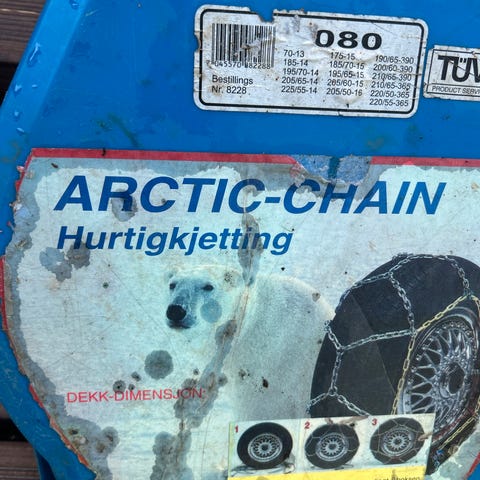 080
70-13 175-15 190/65-390
185-14 185/70-15 200/60-390
195/70-14 195/65-15 210/65-390
Bestillings 205/65-14 205/60-15 210/65-365
Nr. 8228 225/55-14 205/50-16 220/50-365
220/55-365
TÜV
PRODUCT SERV
ARCTIC-CHAIN
Hurtigkjetting
DEKK-DIMENSJON:
1 2 3